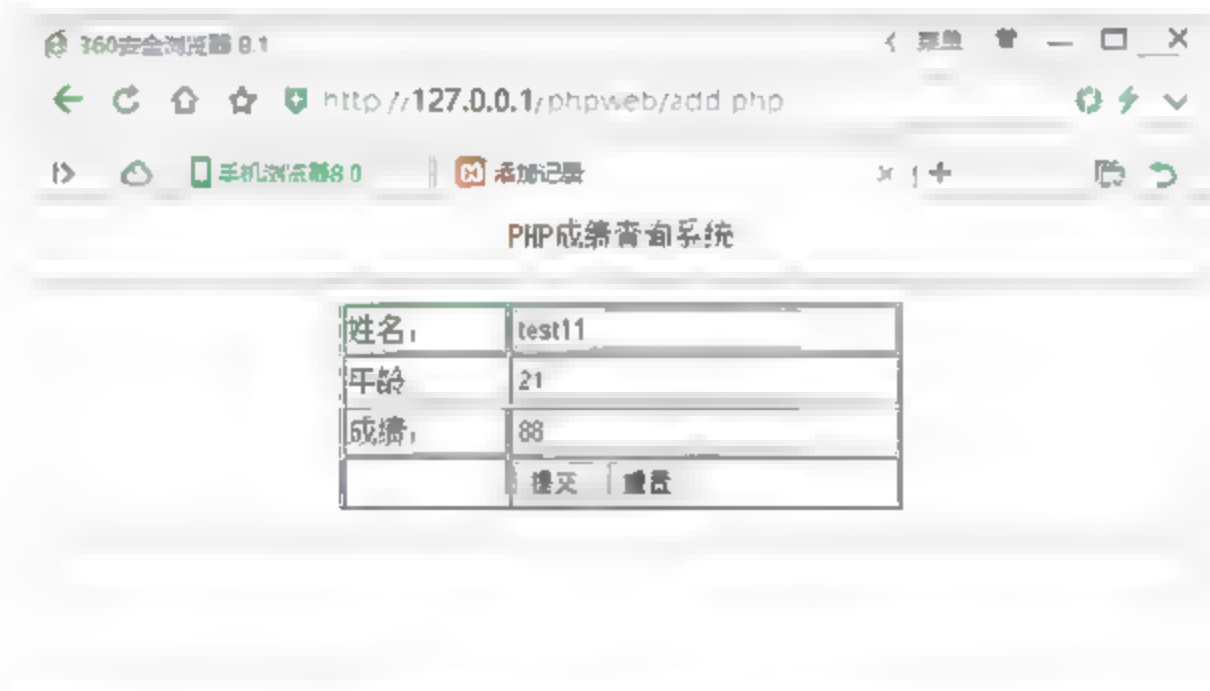 360安全浏览器 8.1 菜单
http://127.0.0.1/phpweb/add.php
手机浏览器8.0 添加记录
PHP成绩查询系统
姓名: test11
年龄 21
成绩: 88
提交 重置